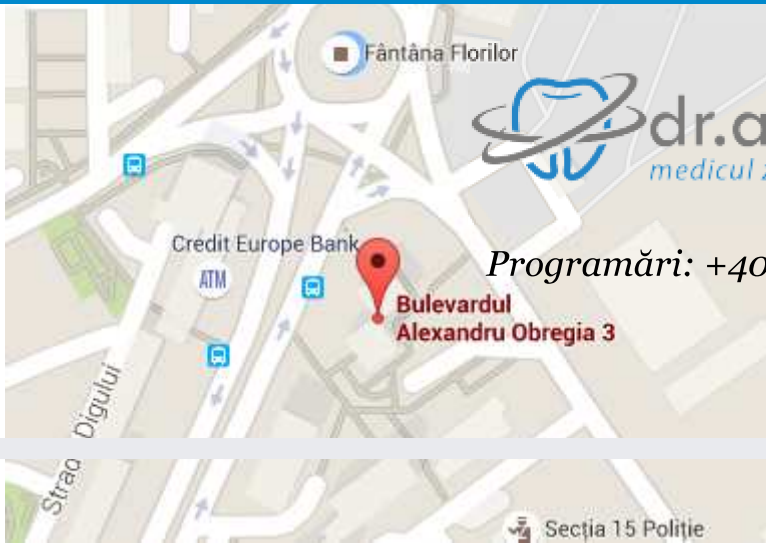 Fântâna Florilor
dr.a
medicul
Credit Europe Bank
ATM
Programări: +40
Bulevardul
Alexandru Obregia 3
Strada Digului
Secția 15 Poliție